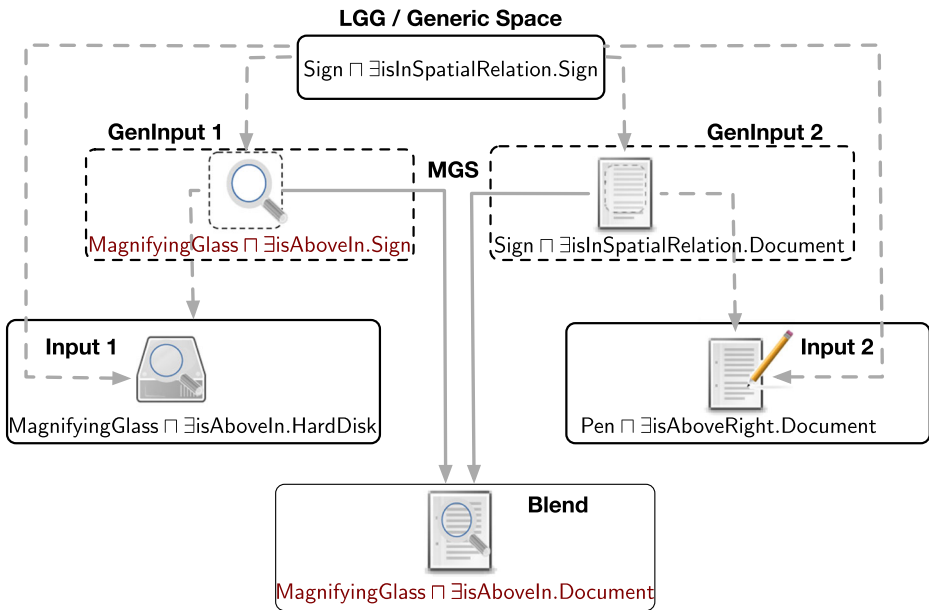 LGG / Generic Space
Sign ⊓ ∃isInSpatialRelation.Sign
GenInput 1
GenInput 2
MGS
MagnifyingGlass ⊓ ∃isAboveIn.Sign
Sign ⊓ ∃isInSpatialRelation.Document
Input 1
Input 2
MagnifyingGlass ⊓ ∃isAboveIn.HardDisk
Pen ⊓ ∃isAboveRight.Document
Blend
MagnifyingGlass ⊓ ∃isAboveIn.Document